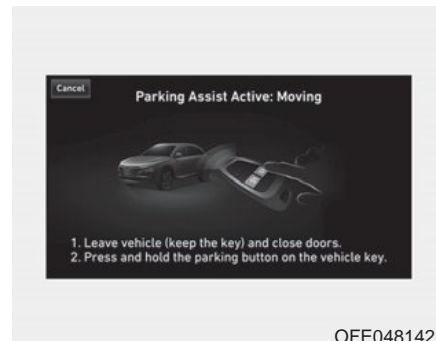 Cancel
Parking Assist Active: Moving
1. Leave vehicle (keep the key) and close doors.
2. Press and hold the parking button on the vehicle key.
OFE048142